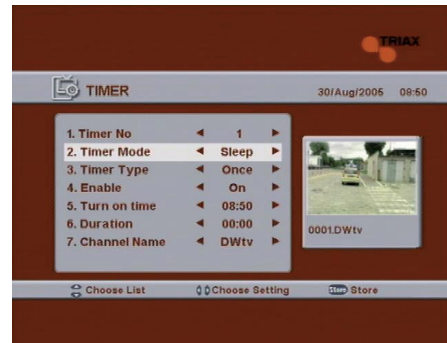 TRIAX
TIMER
30/Aug/2005 08:50
1. Timer No 1
2. Timer Mode Sleep
3. Timer Type Once
4. Enable On
5. Turn on time 08:50
6. Duration 00:00
7. Channel Name DWtv
0001.DWtv
Choose List Choose Setting Store Store